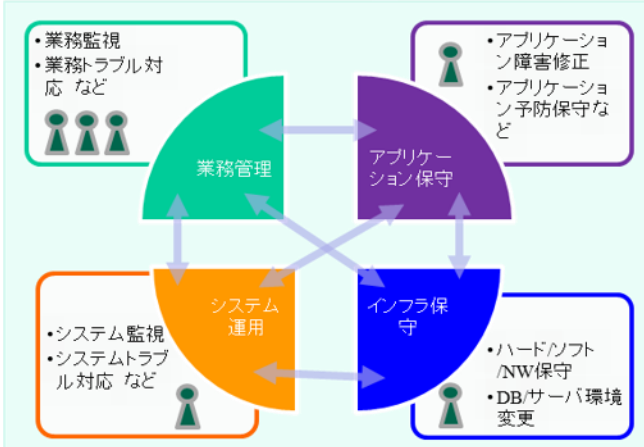 ・業務監視
・業務トラブル対
応 など
業務管理
・アプリケーショ
ン障害修正
・アプリケーション
予防保守な
ど
アプリケー
ション保守
システム
運用
・システム監視
・システムトラブ
ル対応 など
インフラ保
守
・ハード/ソフト
/NW保守
・DB/サーバ環境
変更